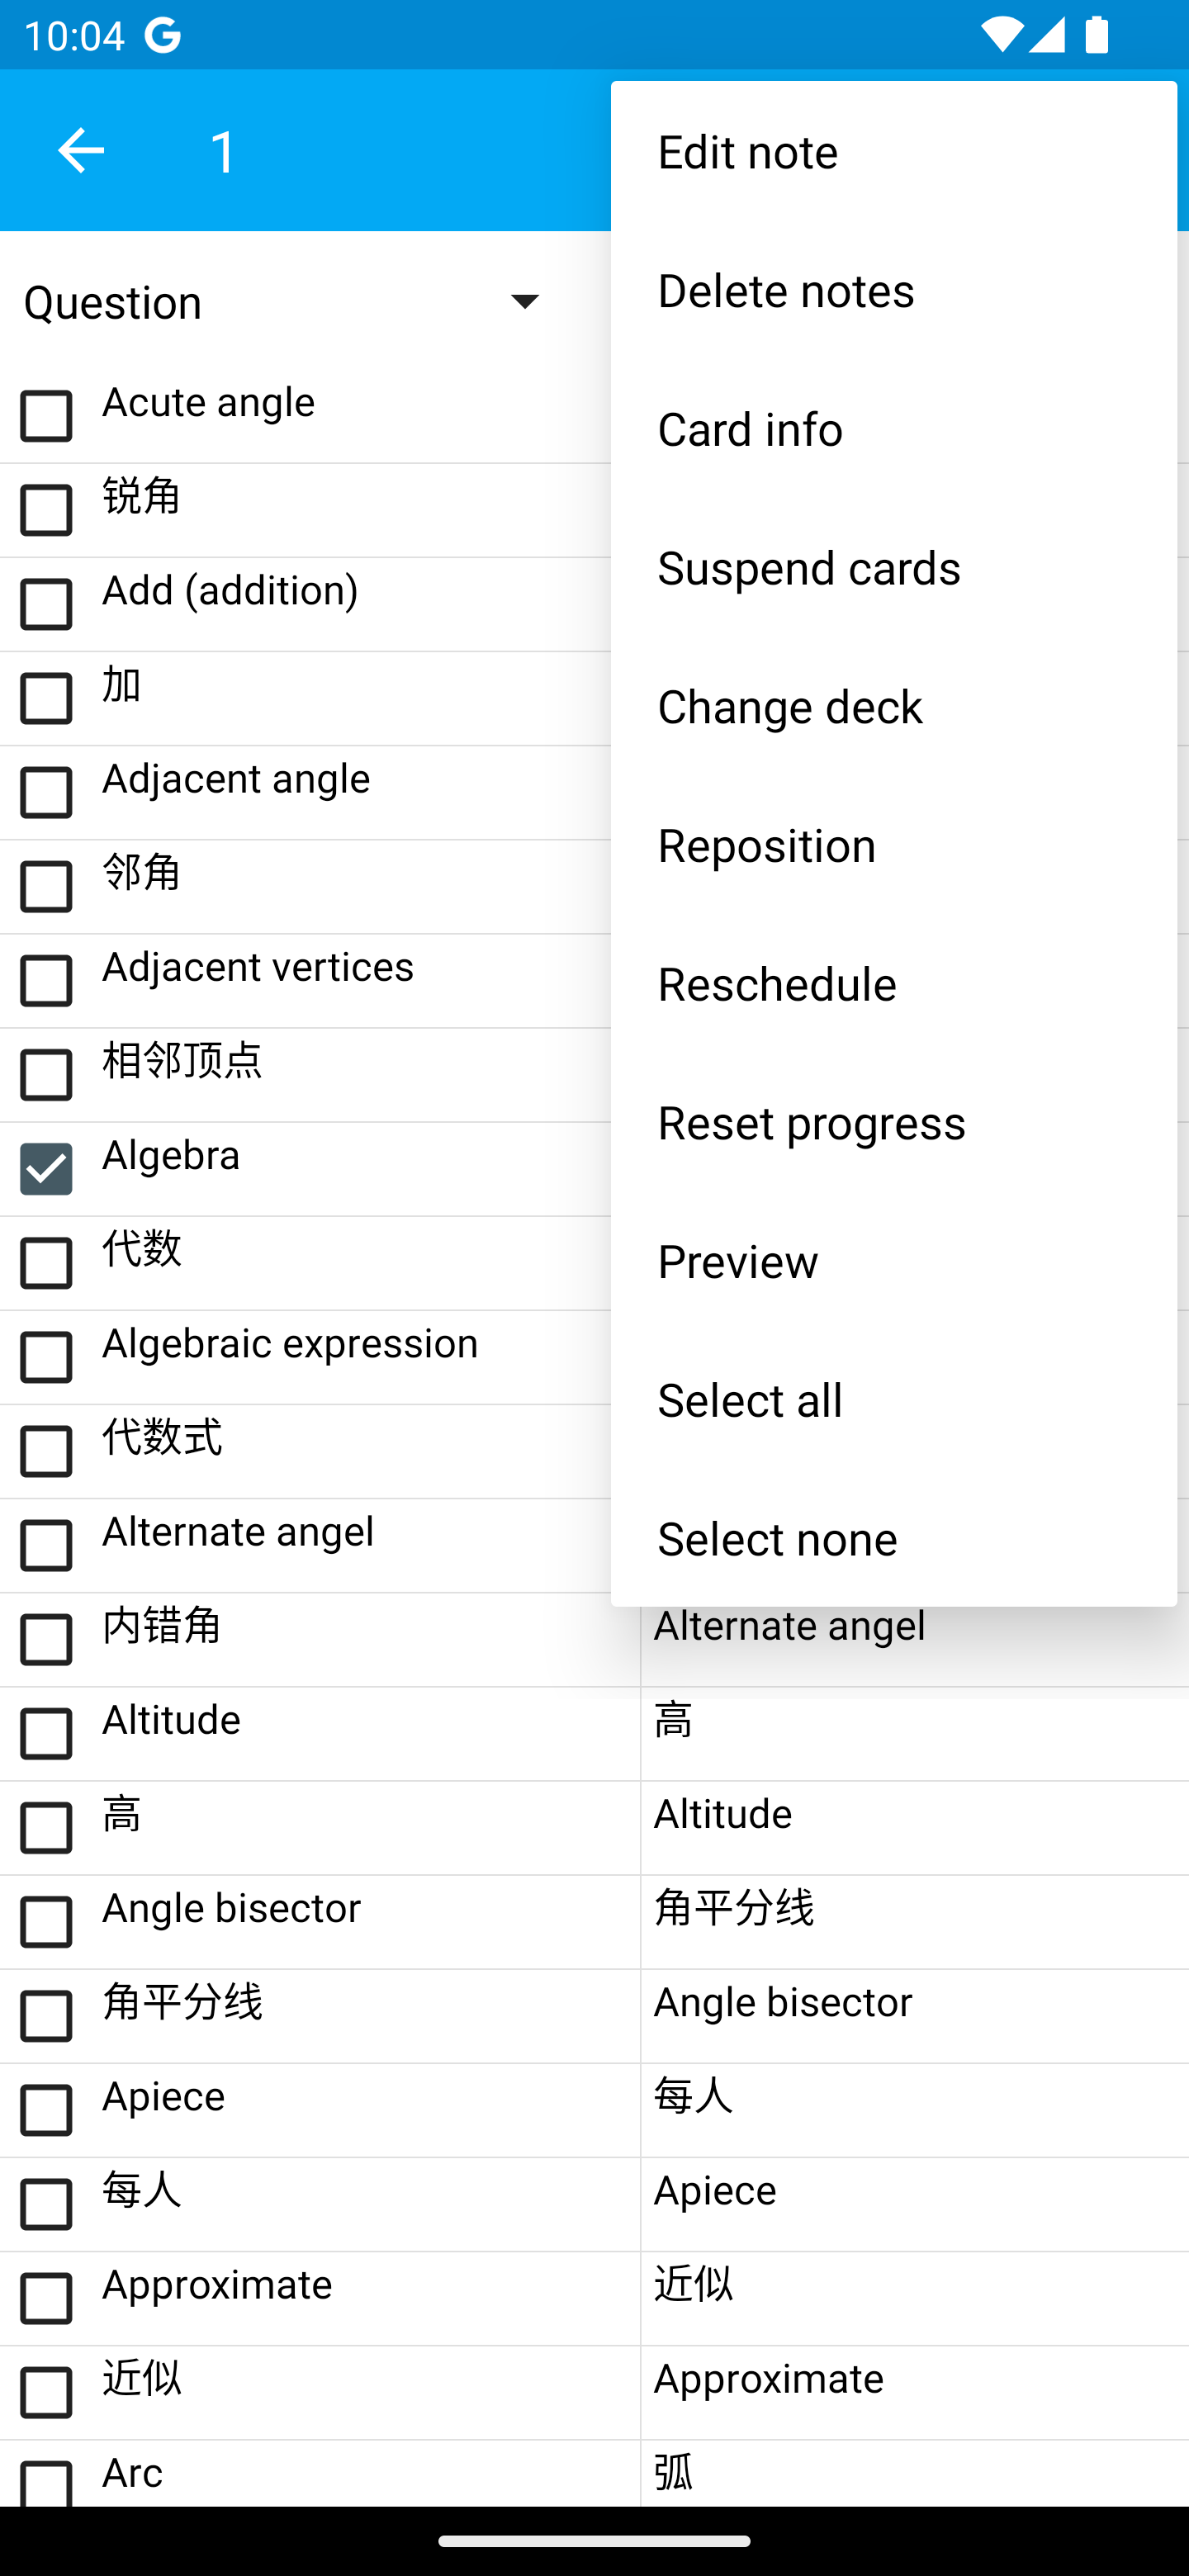 10:04
1
Edit note
Delete notes
Card info
Suspend cards
Change deck
Reposition
Reschedule
Reset progress
Preview
Select all
Select none
Question
Acute angle
锐角
Add (addition)
加
Adjacent angle
邻角
Adjacent vertices
相邻顶点
Algebra
代数
Algebraic expression
代数式
Alternate angel
内错角 Alternate angel
Altitude 高
高 Altitude
Angle bisector 角平分线
角平分线 Angle bisector
Apiece 每人
每人 Apiece
Approximate 近似
近似 Approximate
Arc 弧